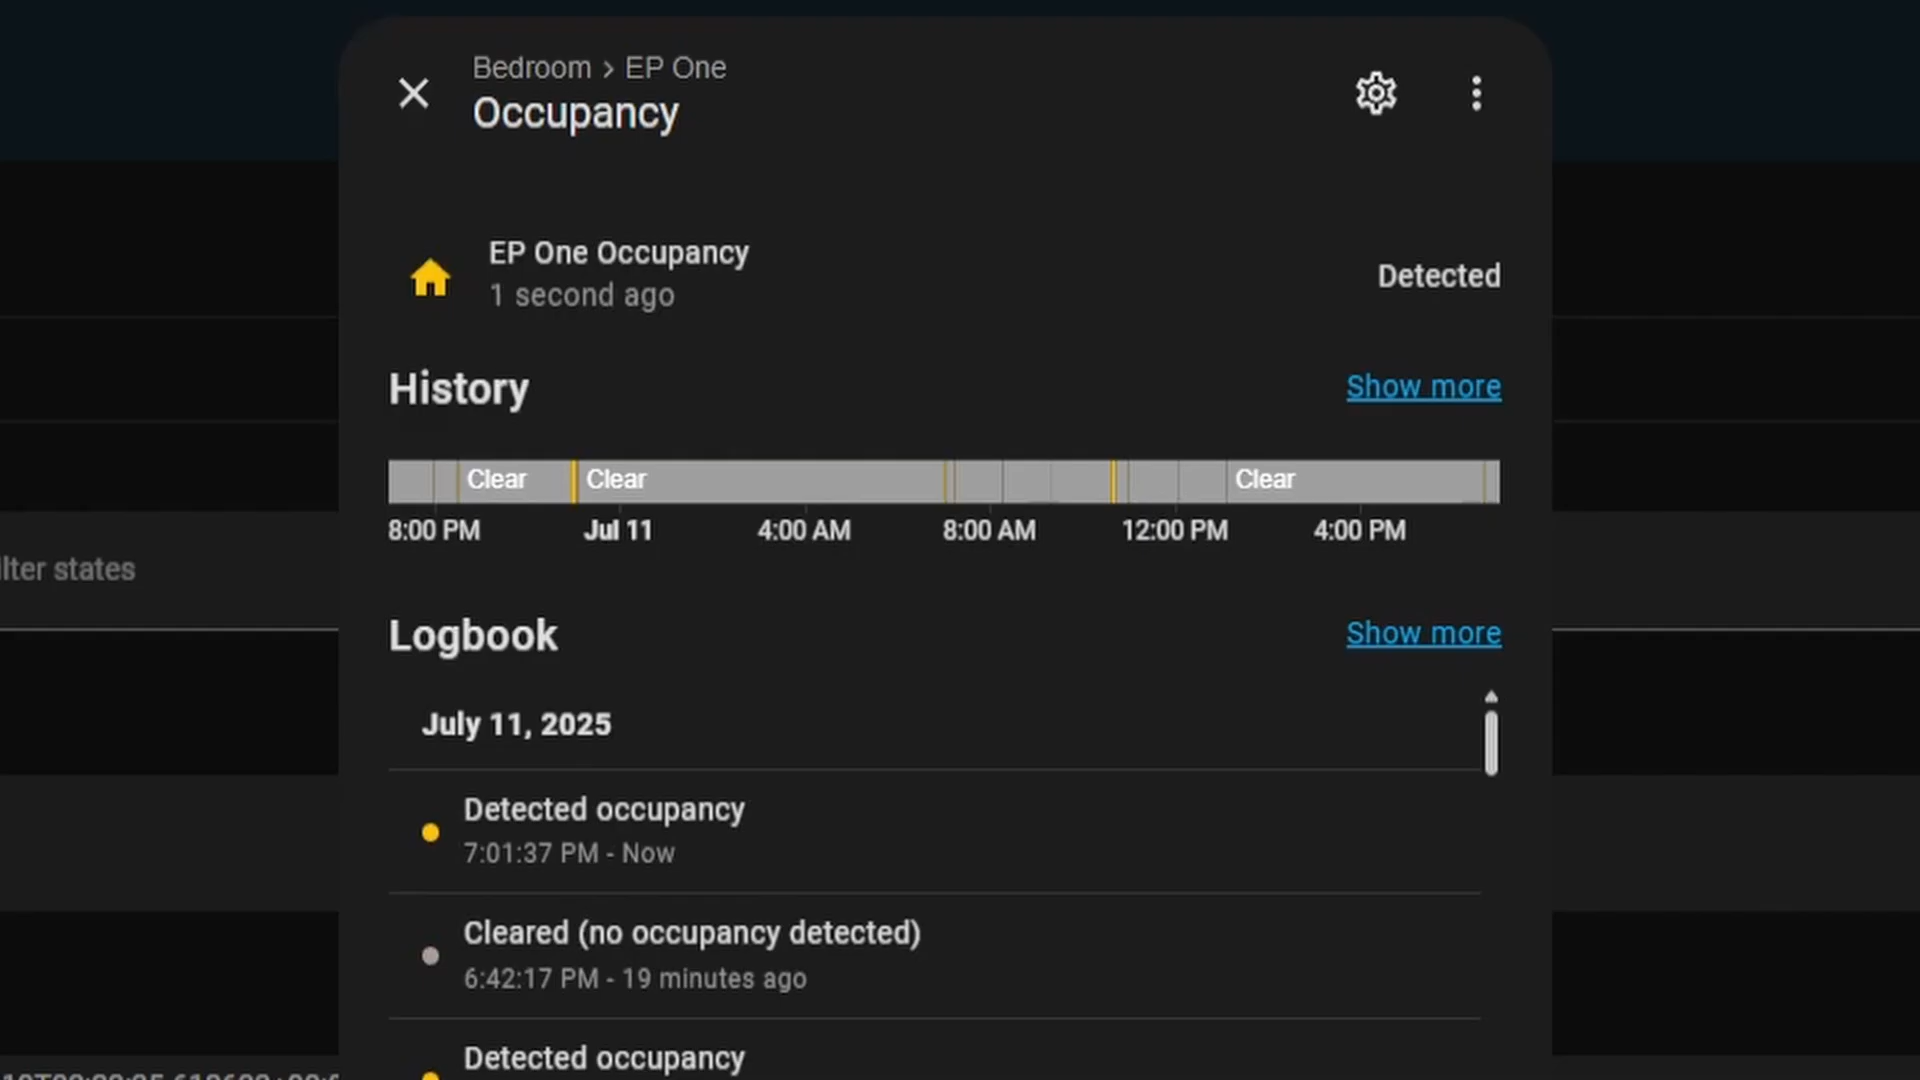 Bedroom > EP One
Occupancy
EP One Occupancy
1 second ago
Detected
History
Show more
Clear Clear Clear
8:00 PM Jul 11 4:00 AM 8:00 AM 12:00 PM 4:00 PM
states
Logbook
Show more
July 11, 2025
Detected occupancy
7:01:37 PM - Now
Cleared (no occupancy detected)
6:42:17 PM - 19 minutes ago
Detected occupancy